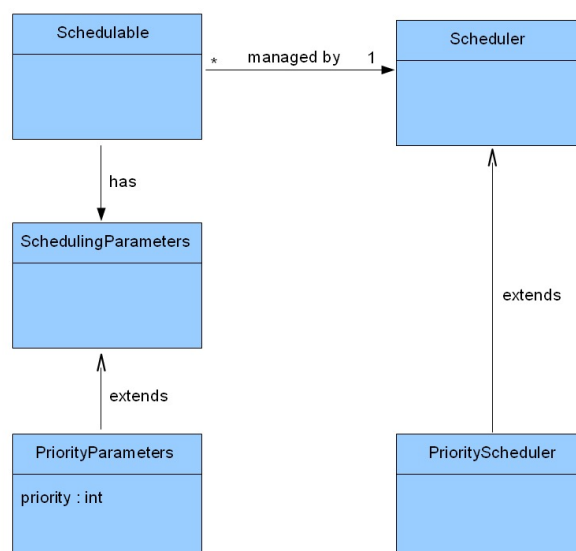 Schedulable
Scheduler
* managed by 1
has
SchedulingParameters
extends
extends
PriorityParameters
priority : int
PriorityScheduler